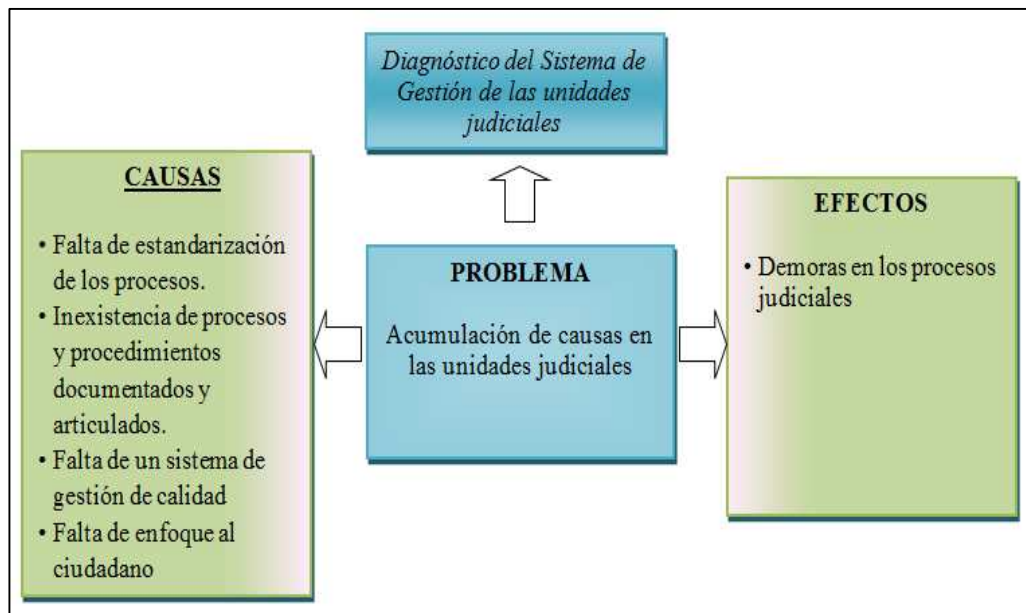 Diagnóstico del Sistema de
Gestión de las unidades
judiciales
CAUSAS
• Falta de estandarización
de los procesos.
• Inexistencia de procesos
y procedimientos
documentados y
articulados.
• Falta de un sistema de
gestión de calidad
• Falta de enfoque al
ciudadano
PROBLEMA
Acumulación de causas en
las unidades judiciales
EFECTOS
• Demoras en los procesos
judiciales